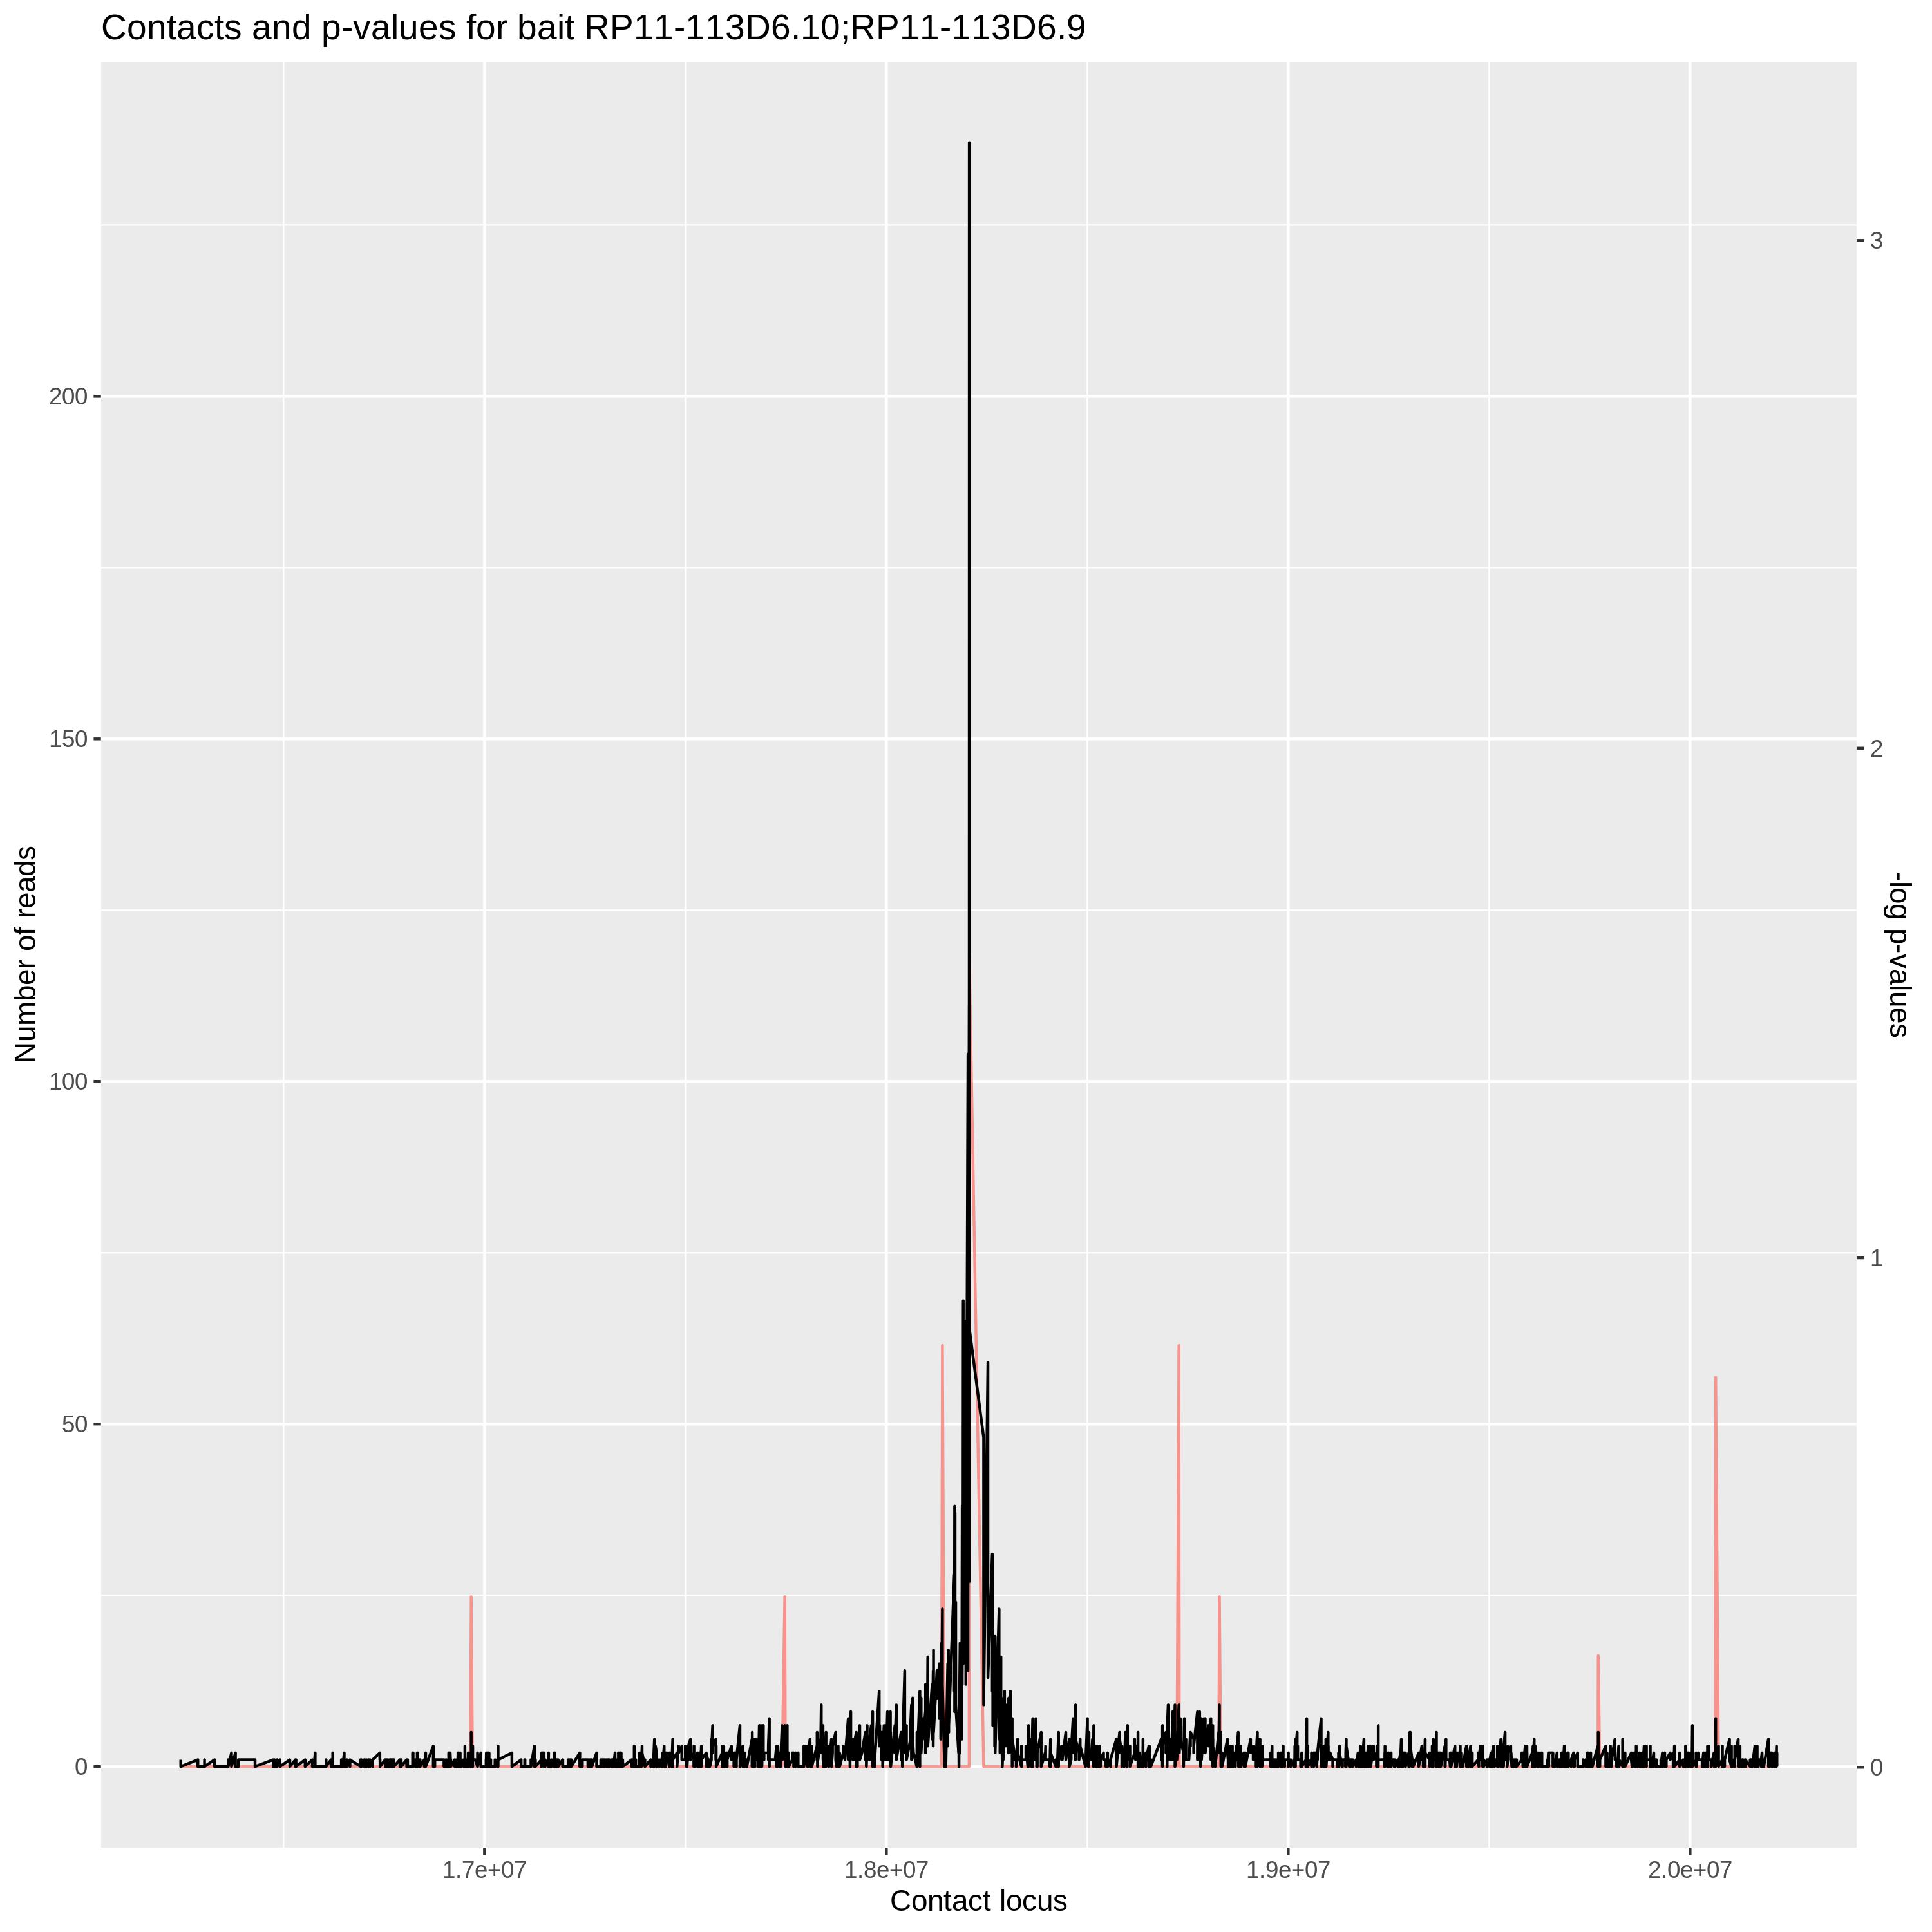 Contacts and p-values for bait RP11-113D6.10;RP11-113D6.9
Number of reads
200
150
100
50
0
3
2
1
0
-log p-values
1.7e+07
1.8e+07
1.9e+07
2.0e+07
Contact locus